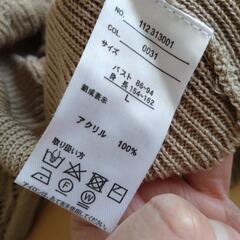 NO. 112313001
COL. 0031
サイズ
バスト 86-94
身長 154-162
L
組成表示
アクリル 100%
取り扱い方